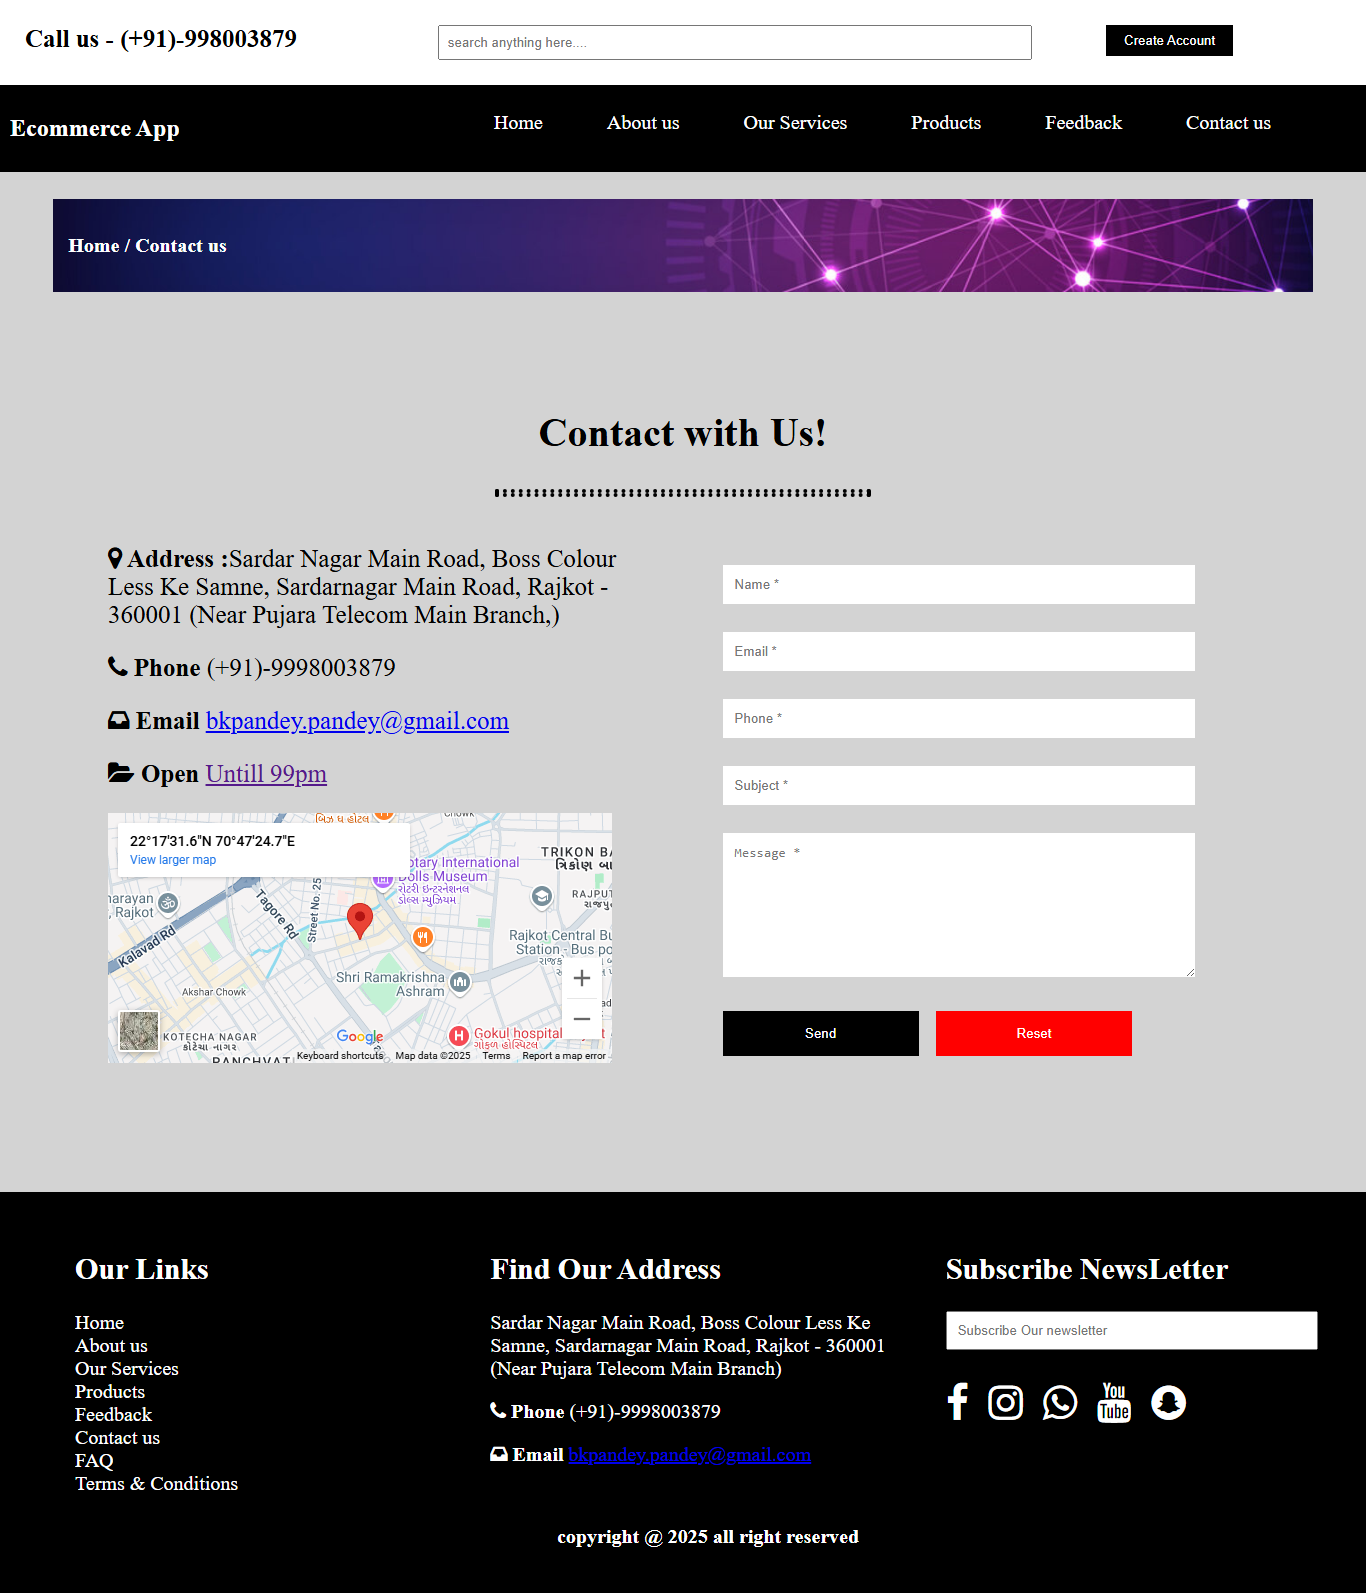 Call us - (+91)-998003879
search anything here....
Create Account
Ecommerce App
Home
About us
Our Services
Products
Feedback
Contact us
Home / Contact us
Contact with Us!
Address :Sardar Nagar Main Road, Boss Colour
Less Ke Samne, Sardarnagar Main Road, Rajkot -
360001 (Near Pujara Telecom Main Branch,)
Phone (+91)-9998003879
Email bkpandey.pandey@gmail.com
Open Untill 99pm
22°17'31.6"N 70°47'24.7"E
View larger map
International
Dolls Museum
રોટરી ઇન્ટરનેશનલ
ડોલ્સ મ્યુઝિયમ
TRIKON
ત્રિકોણ
Rajkot
Street No. 25
Tagore Rd
Kalavad Rd
Rajkot Central
Station - Bus
Shri Ramakrishna
Ashram
Akshar Chowk
KOTECHA NAGAR
કોટેચા નાગર
Gokul hospital
ગોકુળ હોસ્પિટલ
Google
Keyboard shortcuts
Map data ©2025
Terms
Report a map error
Name *
Email *
Phone *
Subject *
Message *
Send
Reset
Our Links
Home
About us
Our Services
Products
Feedback
Contact us
FAQ
Terms & Conditions
Find Our Address
Sardar Nagar Main Road, Boss Colour Less Ke
Samne, Sardarnagar Main Road, Rajkot - 360001
(Near Pujara Telecom Main Branch)
Phone (+91)-9998003879
Email bkpandey.pandey@gmail.com
Subscribe NewsLetter
Subscribe Our newsletter
You
Tube
copyright @ 2025 all right reserved